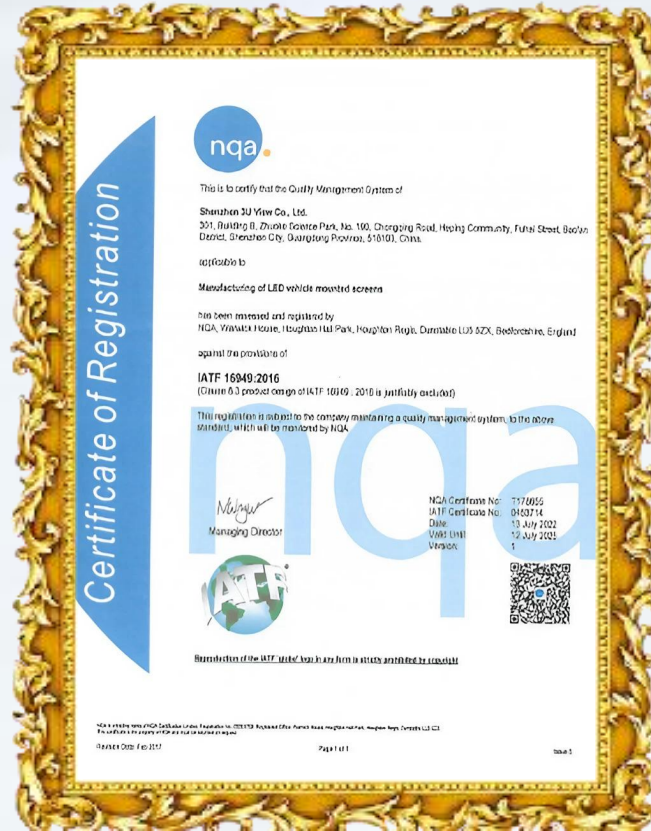 Certificate of Registration
nqa.
This is to certify that the Quality Management System of
Shenzhen 3U View Co., Ltd.
301, Building B, Zhuoke Science Park, No. 190, Chongqing Road, Heping Community, Fuhai Street, Bao'an
District, Shenzhen City, Guangdong Province, 518103, China.
applicable to
Manufacturing of LED vehicle mounted screens
has been assessed and registered by
NQA, Warwick House, Houghton Hall Park, Houghton Regis, Dunstable LU5 5ZX, Bedfordshire, England
against the provisions of
IATF 16949:2016
(Clause 8.3 product design of IATF 16949 : 2016 is justifiably excluded)
This registration is subject to the company maintaining a quality management system, to the above
standard, which will be monitored by NQA
nqa
Managing Director
NQA Certificate No:
IATF Certificate No:
Date: 13 July 2022
Valid Until: 12 July 2025
Version: 1
IATF
Reproduction of the IATF "globe" logo in any form is strictly prohibited by copyright
Page 1 of 1